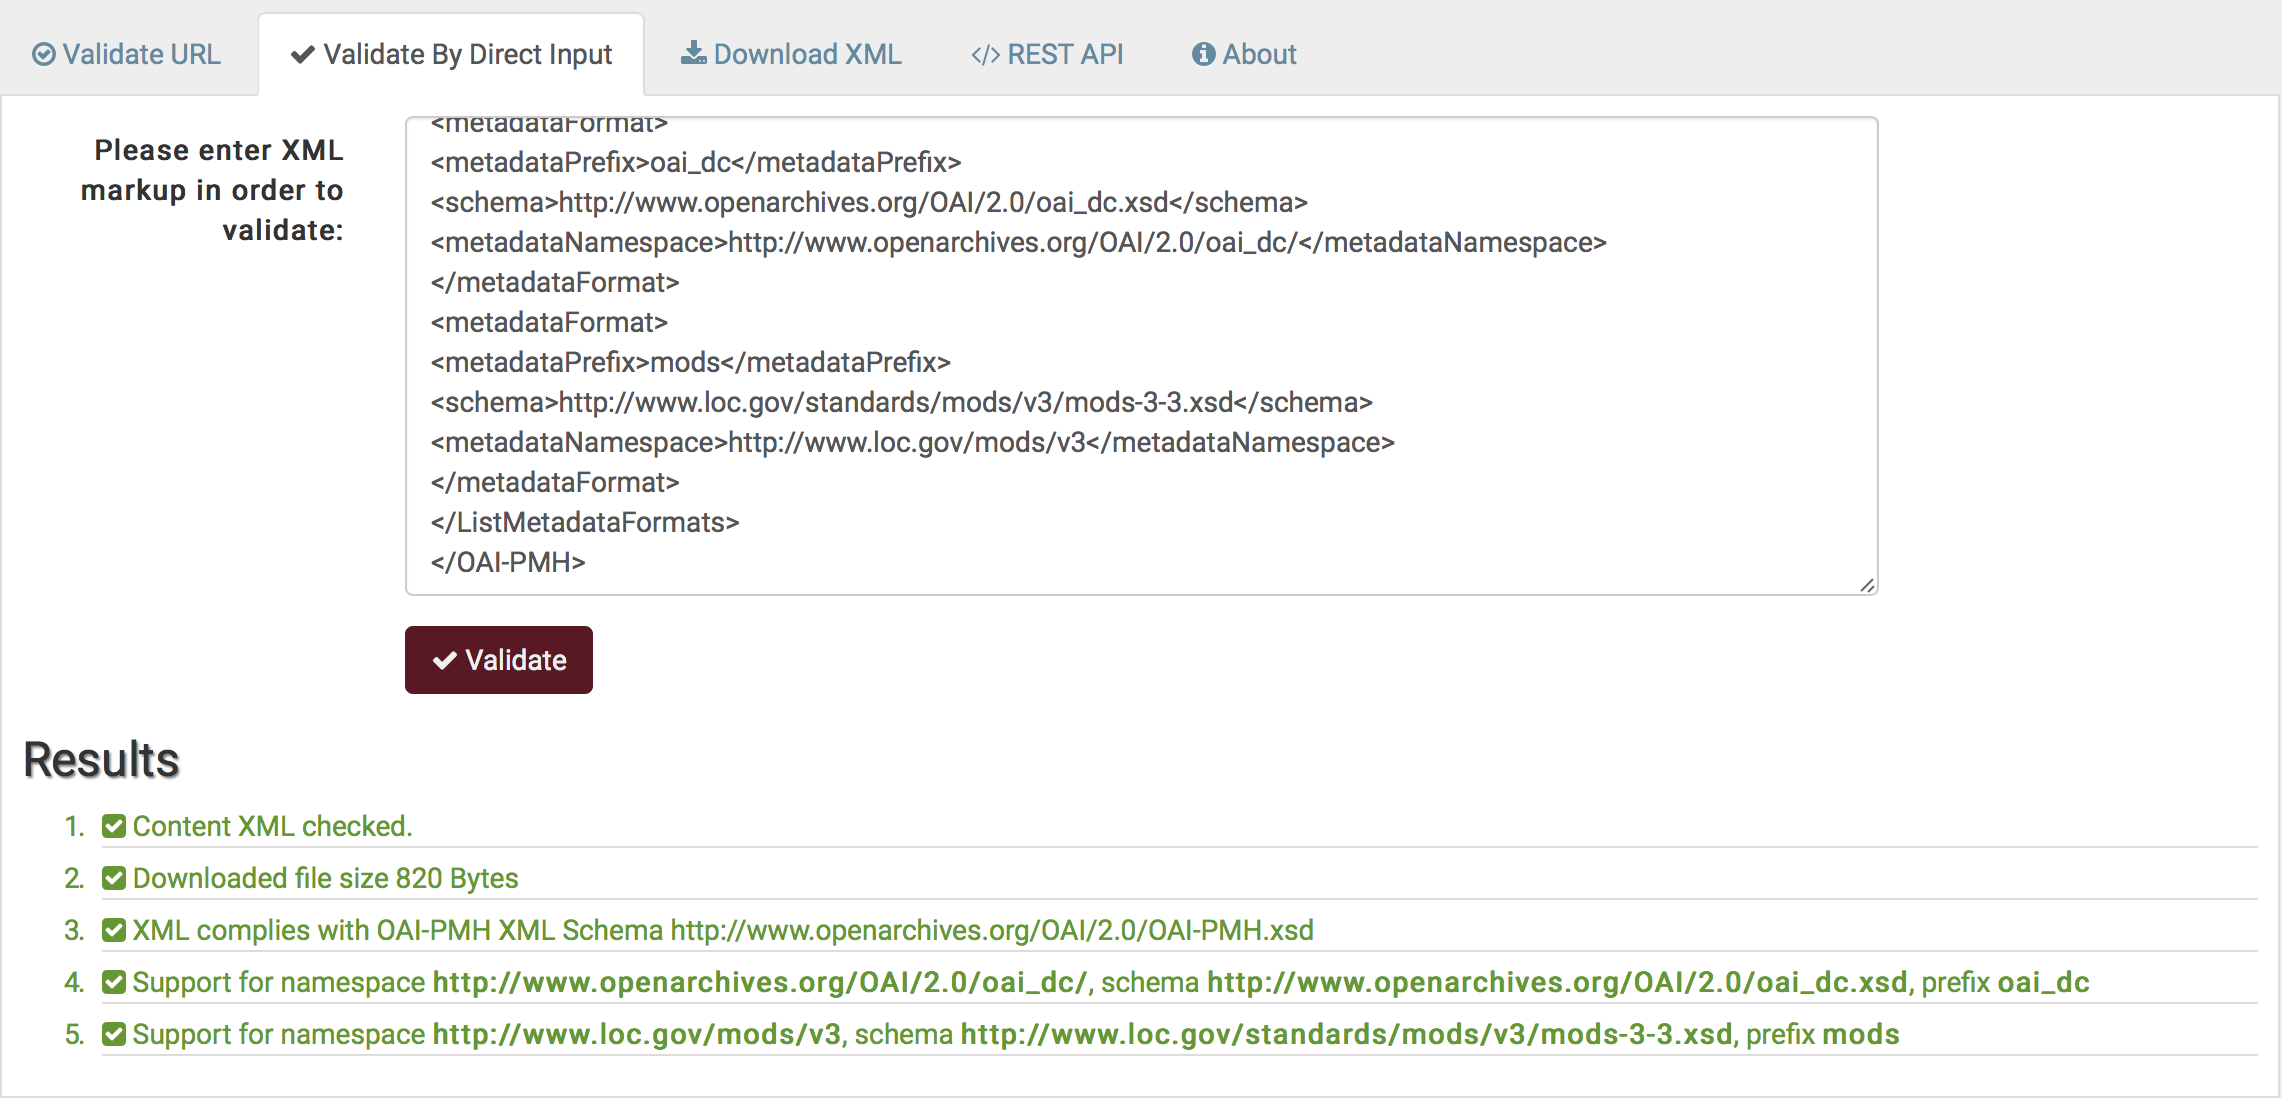 Validate URL
Validate By Direct Input
Download XML
</> REST API
About
Please enter XML
markup in order to
validate:
<metadataFormat>
<metadataPrefix>oai_dc</metadataPrefix>
<schema>http://www.openarchives.org/OAI/2.0/oai_dc.xsd</schema>
<metadataNamespace>http://www.openarchives.org/OAI/2.0/oai_dc/</metadataNamespace>
</metadataFormat>
<metadataFormat>
<metadataPrefix>mods</metadataPrefix>
<schema>http://www.loc.gov/standards/mods/v3/mods-3-3.xsd</schema>
<metadataNamespace>http://www.loc.gov/mods/v3</metadataNamespace>
</metadataFormat>
</ListMetadataFormats>
</OAI-PMH>
Validate
Results
1. Content XML checked.
2. Downloaded file size 820 Bytes
3. XML complies with OAI-PMH XML Schema http://www.openarchives.org/OAI/2.0/OAI-PMH.xsd
4. Support for namespace http://www.openarchives.org/OAI/2.0/oai_dc/, schema http://www.openarchives.org/OAI/2.0/oai_dc.xsd, prefix oai_dc
5. Support for namespace http://www.loc.gov/mods/v3, schema http://www.loc.gov/standards/mods/v3/mods-3-3.xsd, prefix mods